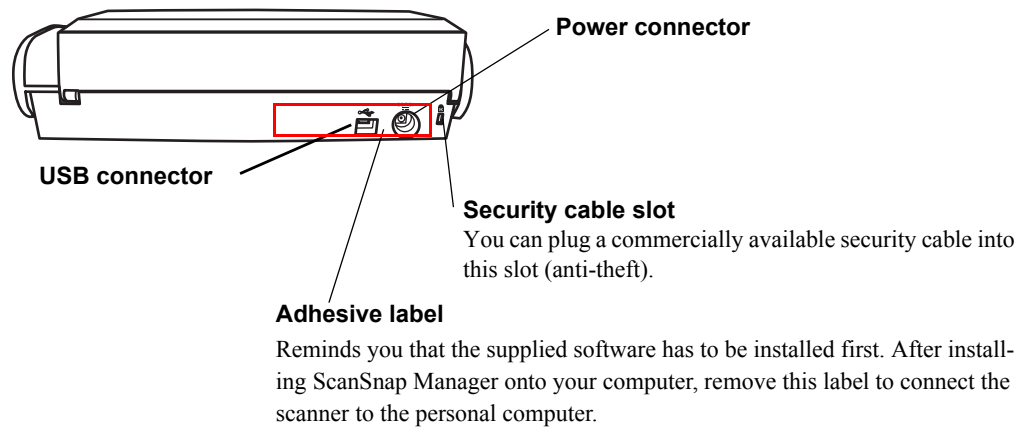 Power connector
USB connector
Security cable slot
You can plug a commercially available security cable into
this slot (anti-theft).
Adhesive label
Reminds you that the supplied software has to be installed first. After install-
ing ScanSnap Manager onto your computer, remove this label to connect the
scanner to the personal computer.